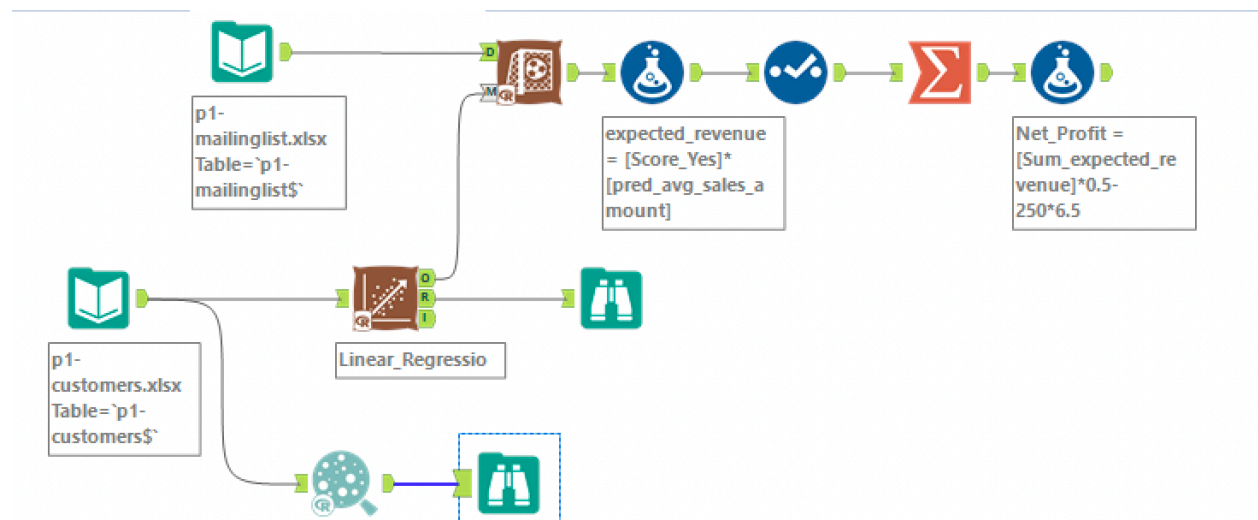 D
M
R
p1-
mailinglist.xlsx
Table=`p1-
mailinglist$`
expected_revenue
= [Score_Yes]*
[pred_avg_sales_a
mount]
Net_Profit =
[Sum_expected_re
venue]*0.5-
250*6.5
O
R
I
R
Linear_Regressio
p1-
customers.xlsx
Table=`p1-
customers$`
R